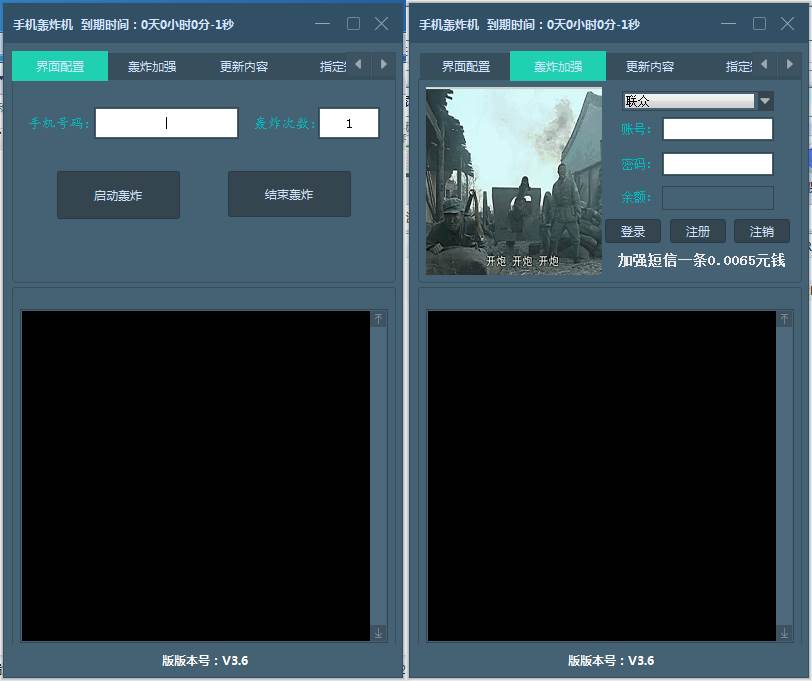 手机轰炸机 到期时间：0天0小时0分-1秒
界面配置 轰炸加强 更新内容
手机号码: 轰炸次数: 1
启动轰炸 结束轰炸
版版本号：V3.6
手机轰炸机 到期时间：0天0小时0分-1秒
界面配置 轰炸加强 更新内容
联众
账号:
密码:
余额:
登录 注册 注销
开炮 开炮 开炮
加强短信一条0.0065元钱
版版本号：V3.6